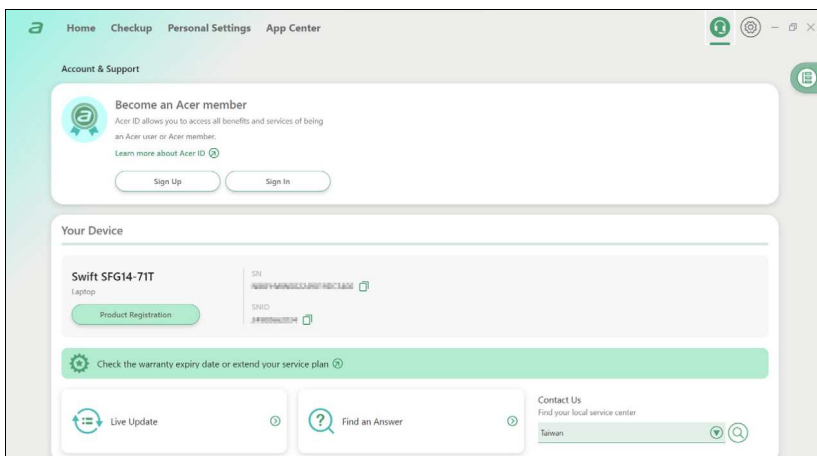 Home Checkup Personal Settings App Center
Account & Support
Become an Acer member
Acer ID allows you to access all benefits and services of being
an Acer user or Acer member.
Learn more about Acer ID
Sign Up Sign In
Your Device
Swift SFG14-71T
Laptop
Product Registration
SN
SNID
Check the warranty expiry date or extend your service plan
Live Update
Find an Answer
Contact Us
Find your local service center
Taiwan